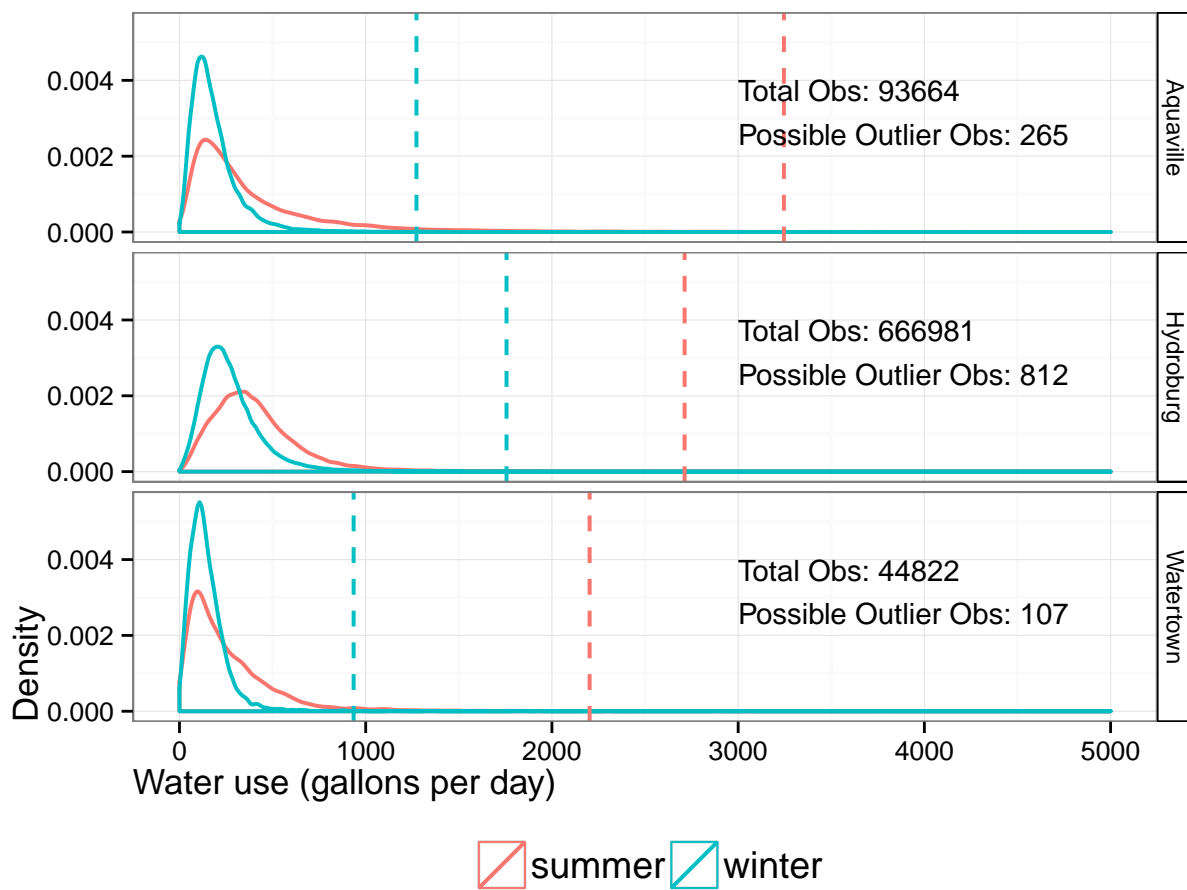 0.004
0.002
0.000
Total Obs: 93664
Possible Outlier Obs: 265
Aquaville
0.004
0.002
0.000
Total Obs: 666981
Possible Outlier Obs: 812
Hydroburg
0.004
0.002
0.000
Total Obs: 44822
Possible Outlier Obs: 107
Watertown
Density
0 1000 2000 3000 4000 5000
Water use (gallons per day)
summer winter